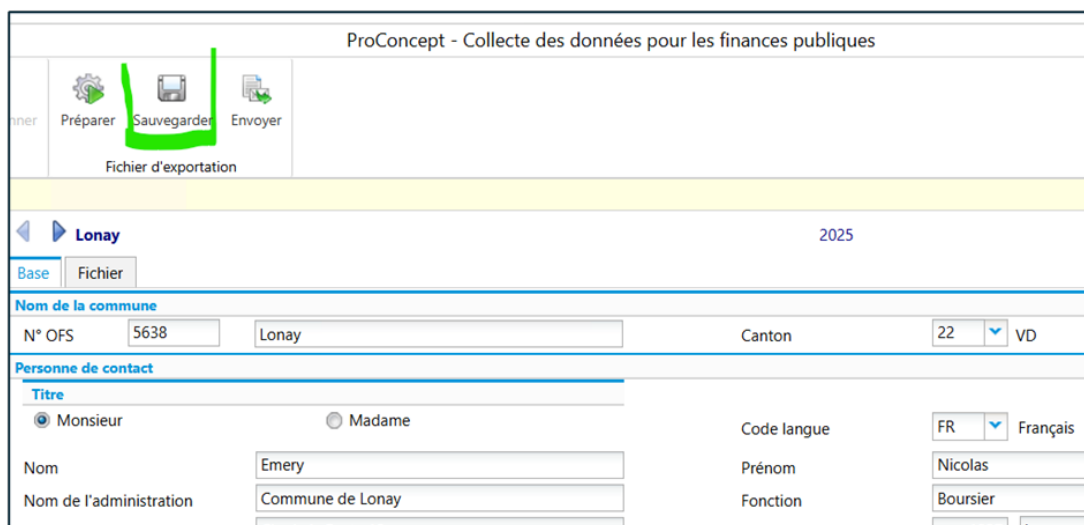 ProConcept - Collecte des données pour les finances publiques
Préparer Sauvegarder Envoyer
Fichier d'exportation
Lonay 2025
Base Fichier
Nom de la commune
N° OFS 5638 Lonay Canton 22 VD
Personne de contact
Titre
Monsieur Madame
Code langue FR Français
Nom Emery Prénom Nicolas
Nom de l'administration Commune de Lonay Fonction Boursier